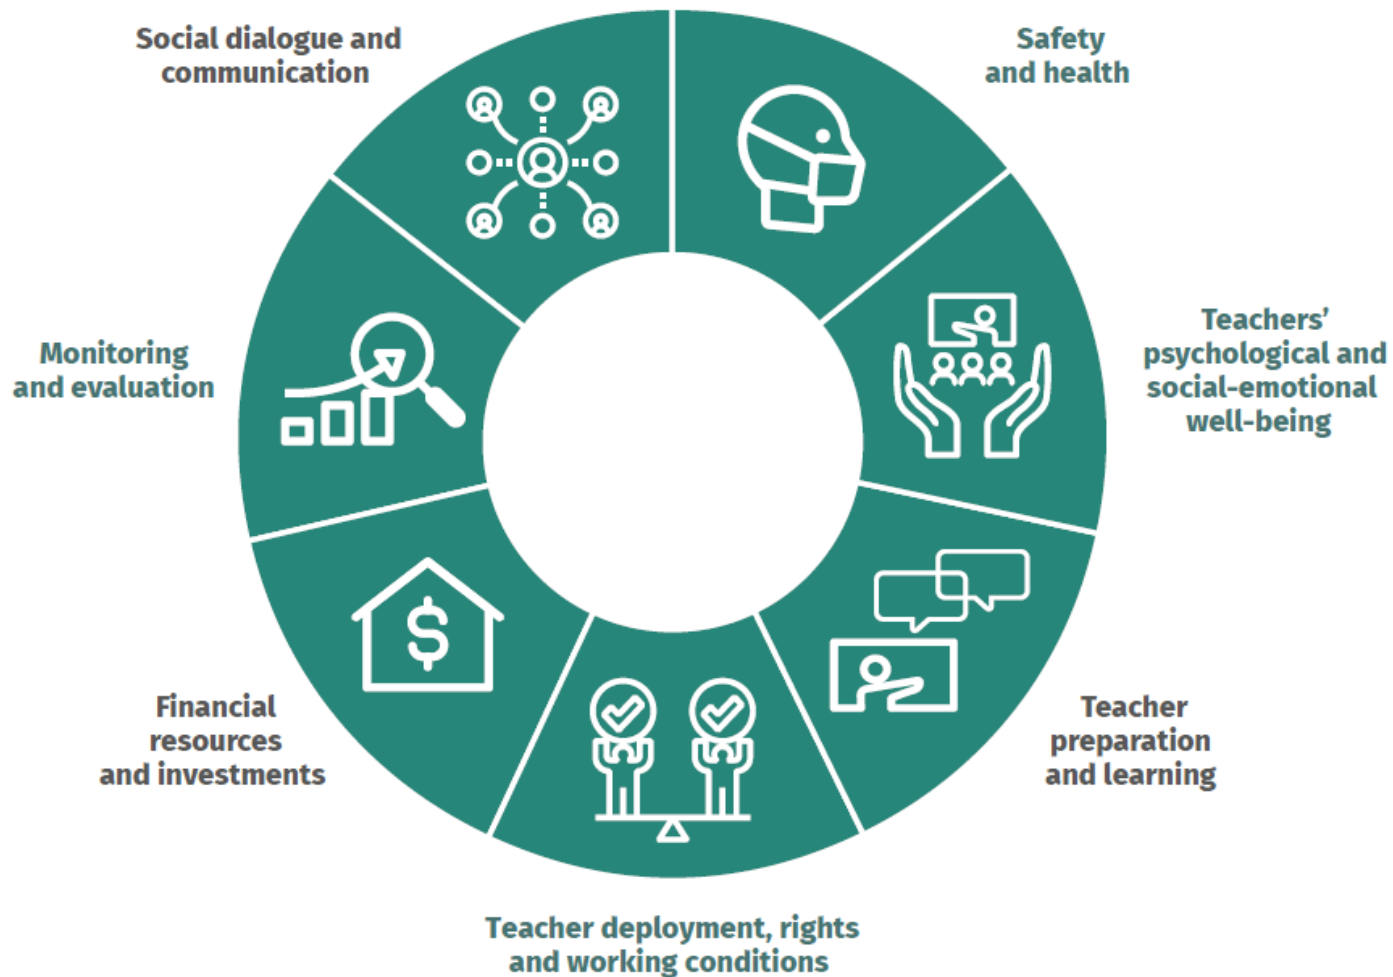 Social dialogue and
communication
Safety
and health
Teachers’
psychological and
social-emotional
well-being
Teacher
preparation
and learning
Teacher deployment, rights
and working conditions
Financial
resources
and investments
$
Monitoring
and evaluation